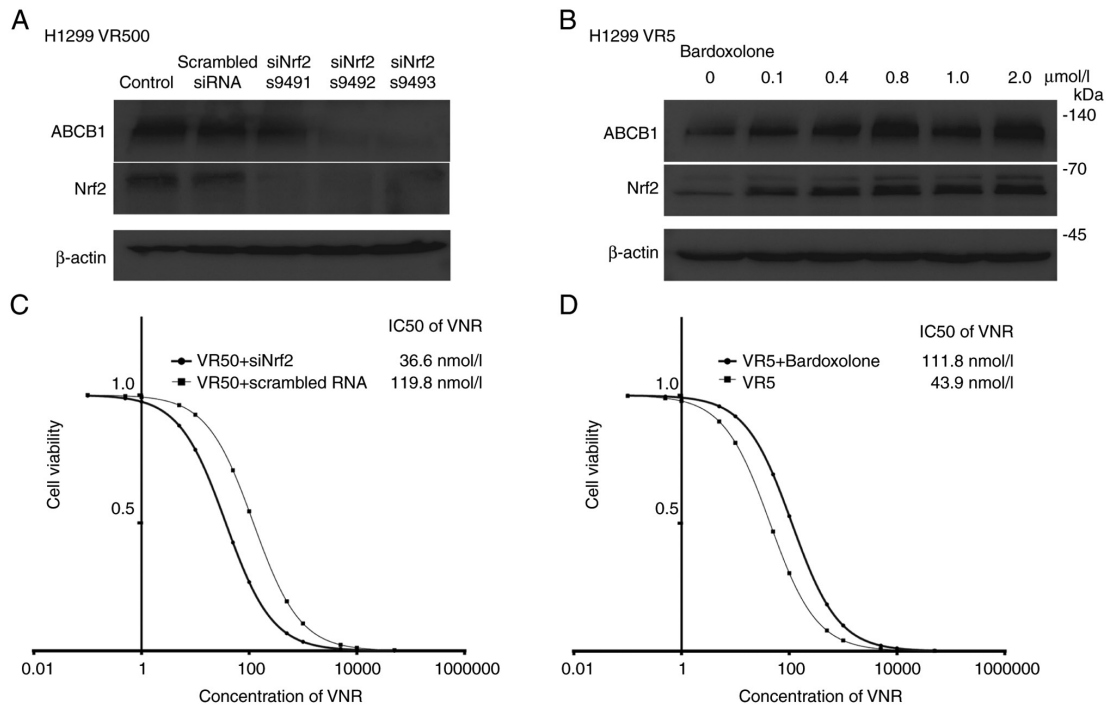 A
H1299 VR500
Control
Scrambled
siRNA
siNrf2
s9491
siNrf2
s9492
siNrf2
s9493
ABCB1
Nrf2
β-actin
B
H1299 VR5
Bardoxolone
0 0.1 0.4 0.8 1.0 2.0 μmol/l
kDa
ABCB1
-140
Nrf2
-70
β-actin
-45
C
IC50 of VNR
VR50+siNrf2 36.6 nmol/l
VR50+scrambled RNA 119.8 nmol/l
1.0
0.5
Cell viability
0.01 1 100 10000 1000000
Concentration of VNR
D
IC50 of VNR
VR5+Bardoxolone 111.8 nmol/l
VR5 43.9 nmol/l
1.0
0.5
Cell viability
0.01 1 100 10000 1000000
Concentration of VNR